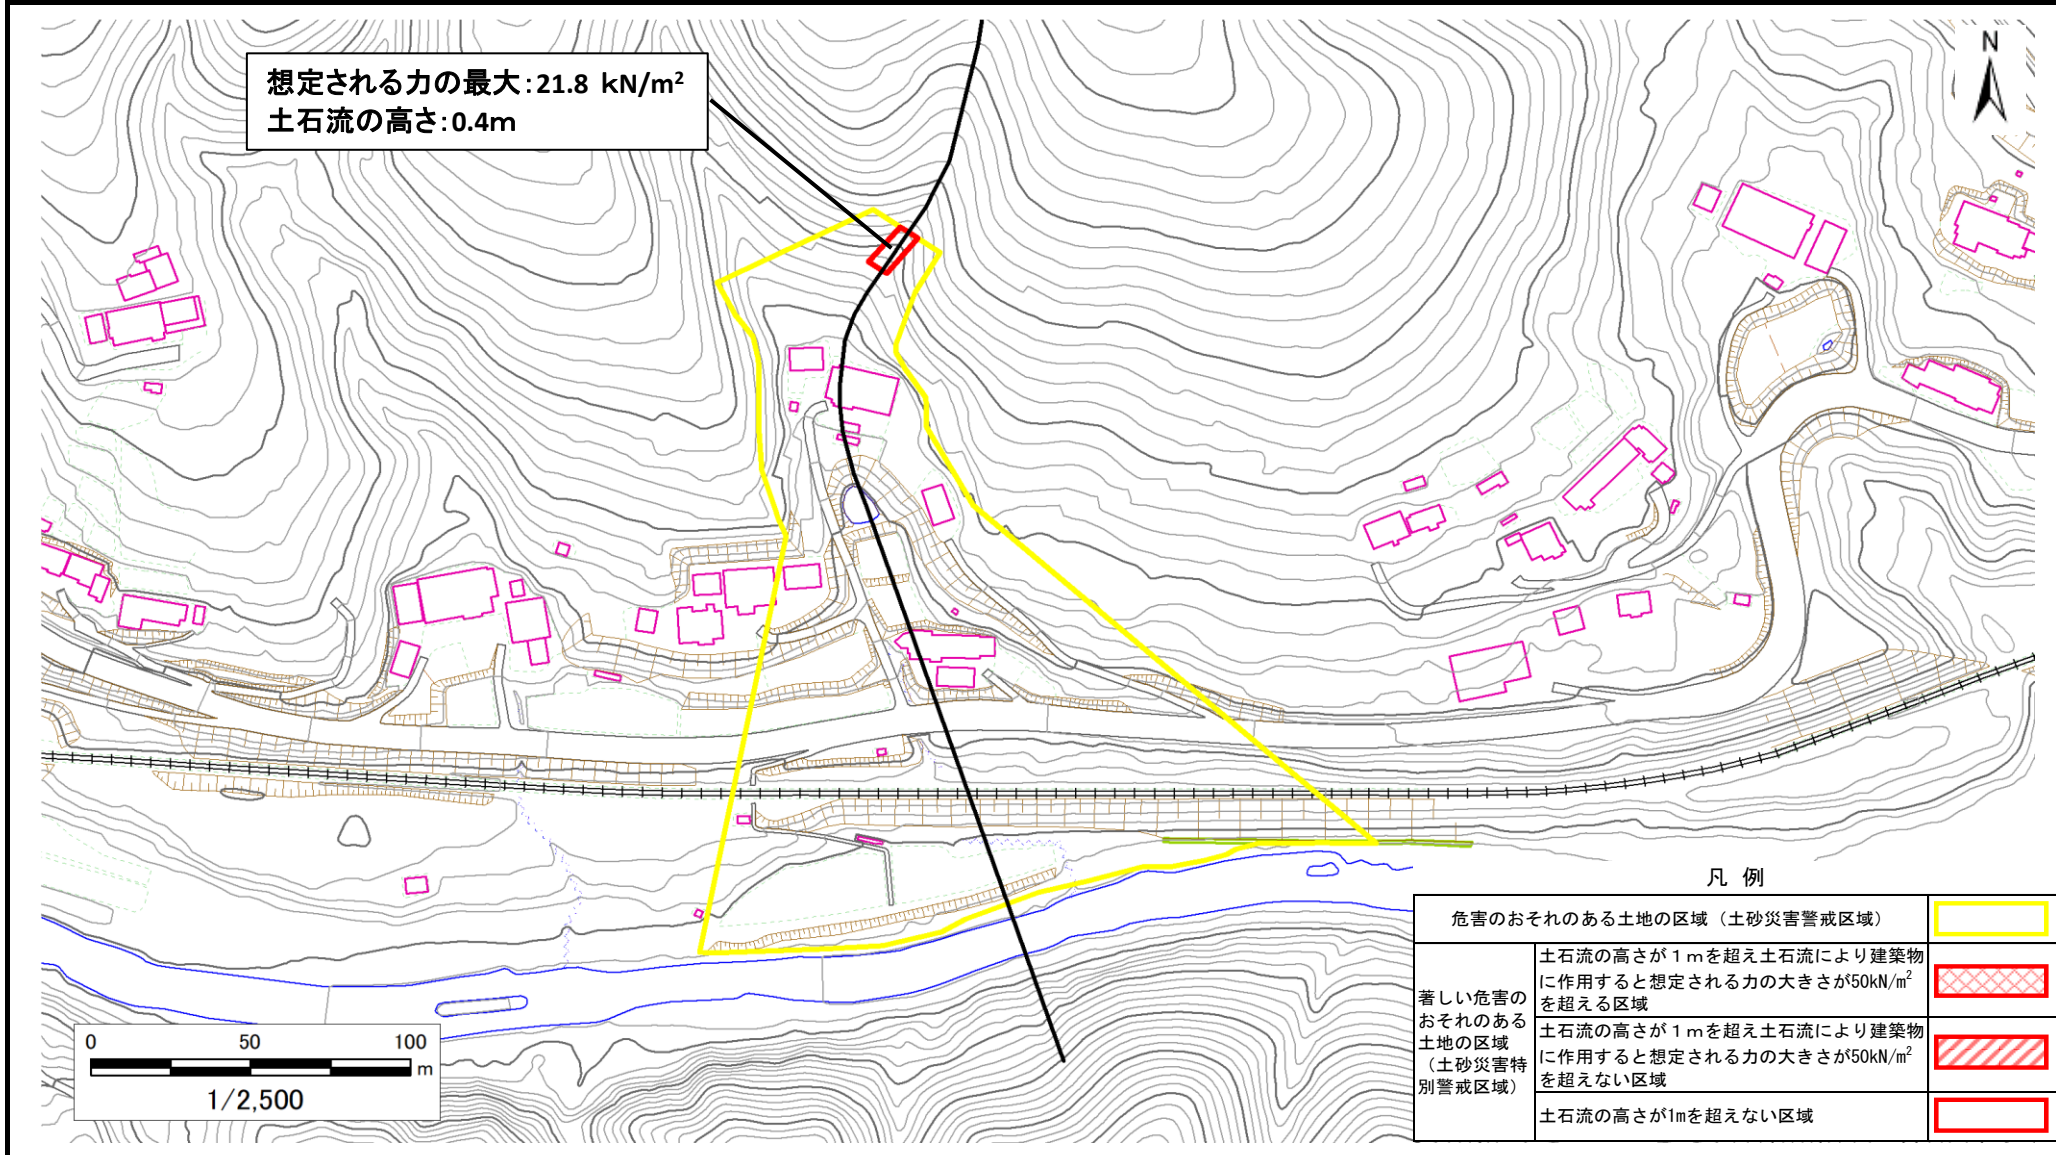 想定される力の最大:21.8 kN/m²
土石流の高さ:0.4m
N
凡 例
危害のおそれのある土地の区域（土砂災害警戒区域）
著しい危害の
おそれのある
土地の区域
（土砂災害特
別警戒区域）
土石流の高さが１ｍを超え土石流により建築物
に作用すると想定される力の大きさが50kN/㎡
を超える区域
土石流の高さが１ｍを超え土石流により建築物
に作用すると想定される力の大きさが50kN/㎡
を超えない区域
土石流の高さが1mを超えない区域
0 50 100
m
1/2,500